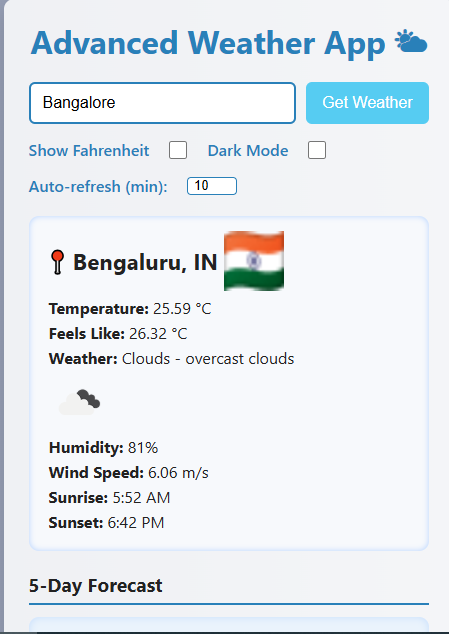 Advanced Weather App
Bangalore
Get Weather
Show Fahrenheit
Dark Mode
Auto-refresh (min):
10
Bengaluru, IN
Temperature: 25.59 °C
Feels Like: 26.32 °C
Weather: Clouds - overcast clouds
Humidity: 81%
Wind Speed: 6.06 m/s
Sunrise: 5:52 AM
Sunset: 6:42 PM
5-Day Forecast